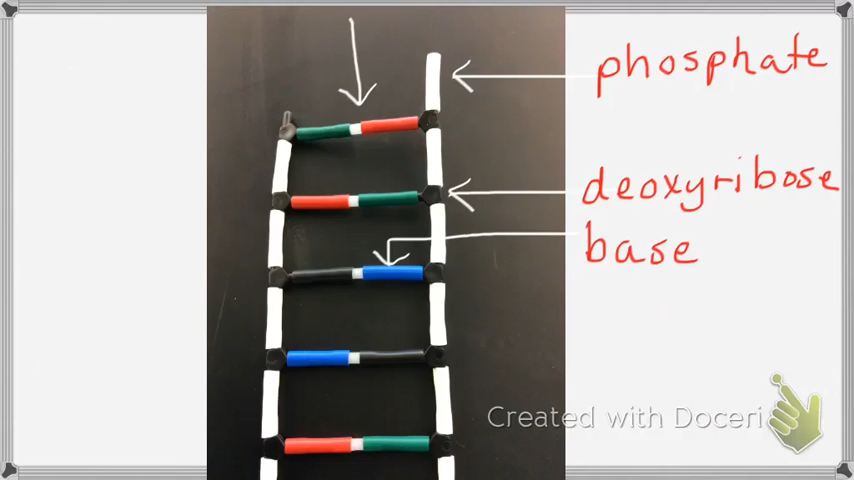 phosphate
deoxyribose
base
Created with Doceri